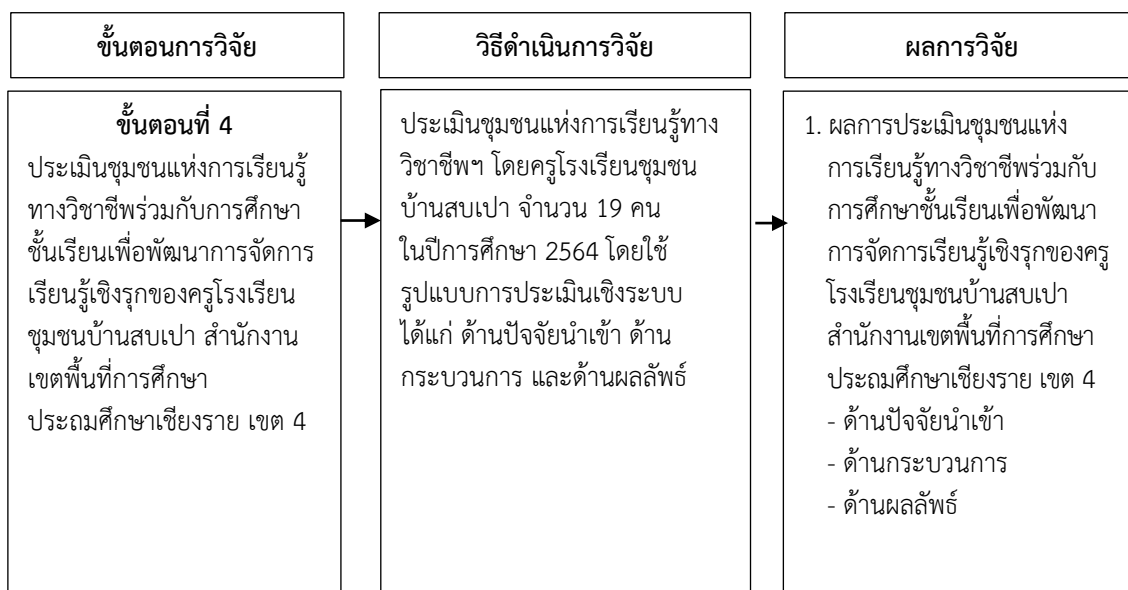 ขั้นตอนการวิจัย
วิธีดำเนินการวิจัย
ผลการวิจัย
ขั้นตอนที่ 4
ประเมินชุมชนแห่งการเรียนรู้
ทางวิชาชีพร่วมกับการศึกษา
ชั้นเรียนเพื่อพัฒนาการจัดการ
เรียนรู้เชิงรุกของครูโรงเรียน
ชุมชนบ้านสบเปา สำนักงาน
เขตพื้นที่การศึกษา
ประถมศึกษาเชียงราย เขต 4
ประเมินชุมชนแห่งการเรียนรู้ทาง
วิชาชีพฯ โดยครูโรงเรียนชุมชน
บ้านสบเปา จำนวน 19 คน
ในปีการศึกษา 2564 โดยใช้
รูปแบบการประเมินเชิงระบบ
ได้แก่ ด้านปัจจัยนำเข้า ด้าน
กระบวนการ และด้านผลลัพธ์
1. ผลการประเมินชุมชนแห่ง
การเรียนรู้ทางวิชาชีพร่วมกับ
การศึกษาชั้นเรียนเพื่อพัฒนา
การจัดการเรียนรู้เชิงรุกของครู
โรงเรียนชุมชนบ้านสบเปา
สำนักงานเขตพื้นที่การศึกษา
ประถมศึกษาเชียงราย เขต 4
- ด้านปัจจัยนำเข้า
- ด้านกระบวนการ
- ด้านผลลัพธ์